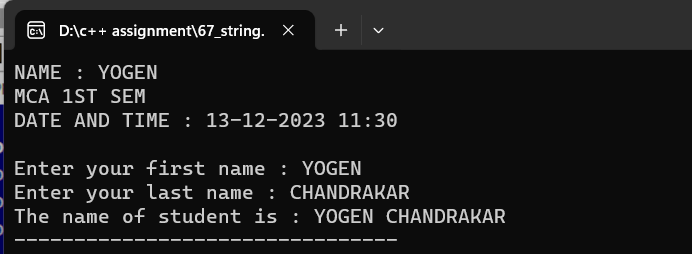 D:\c++ assignment\67_string.
NAME : YOGEN
MCA 1ST SEM
DATE AND TIME : 13-12-2023 11:30
Enter your first name : YOGEN
Enter your last name : CHANDRAKAR
The name of student is : YOGEN CHANDRAKAR
--------------------------------